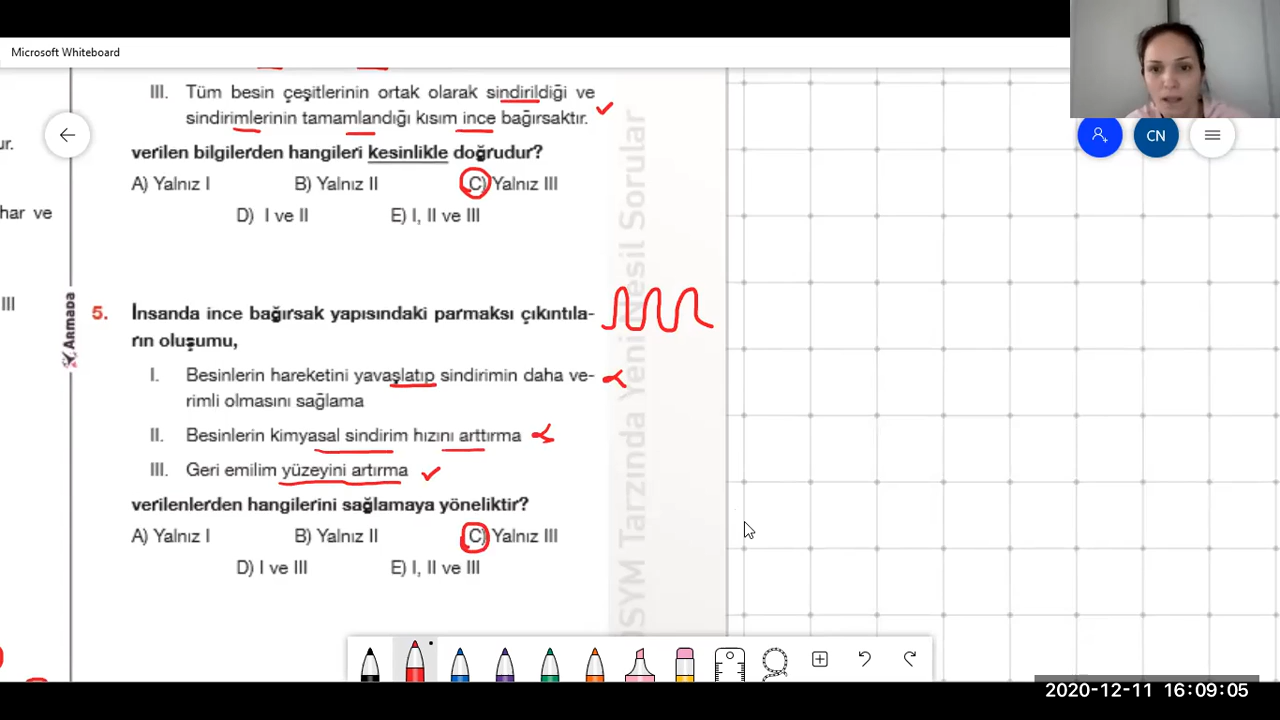 Microsoft Whiteboard
III. Tüm besin çeşitlerinin ortak olarak sindirildiği ve
sindirimlerinin tamamlandığı kısım ince bağırsaktır.
verilen bilgilerden hangileri kesinlikle doğrudur?
A) Yalnız I B) Yalnız II C) Yalnız III
D) I ve II E) I, II ve III
ur.
har ve
III
ARMADA
5. İnsanda ince bağırsak yapısındaki parmaksı çıkıntıla-
rın oluşumu,
I. Besinlerin hareketini yavaşlatıp sindirimin daha ve-
rimli olmasını sağlama
II. Besinlerin kimyasal sindirim hızını arttırma
III. Geri emilim yüzeyini artırma
verilenlerden hangilerini sağlamaya yöneliktir?
A) Yalnız I B) Yalnız II C) Yalnız III
D) I ve III E) I, II ve III
ÖSYM Tarzında Yeni Nesil Sorular
CN
2020-12-11 16:09:05